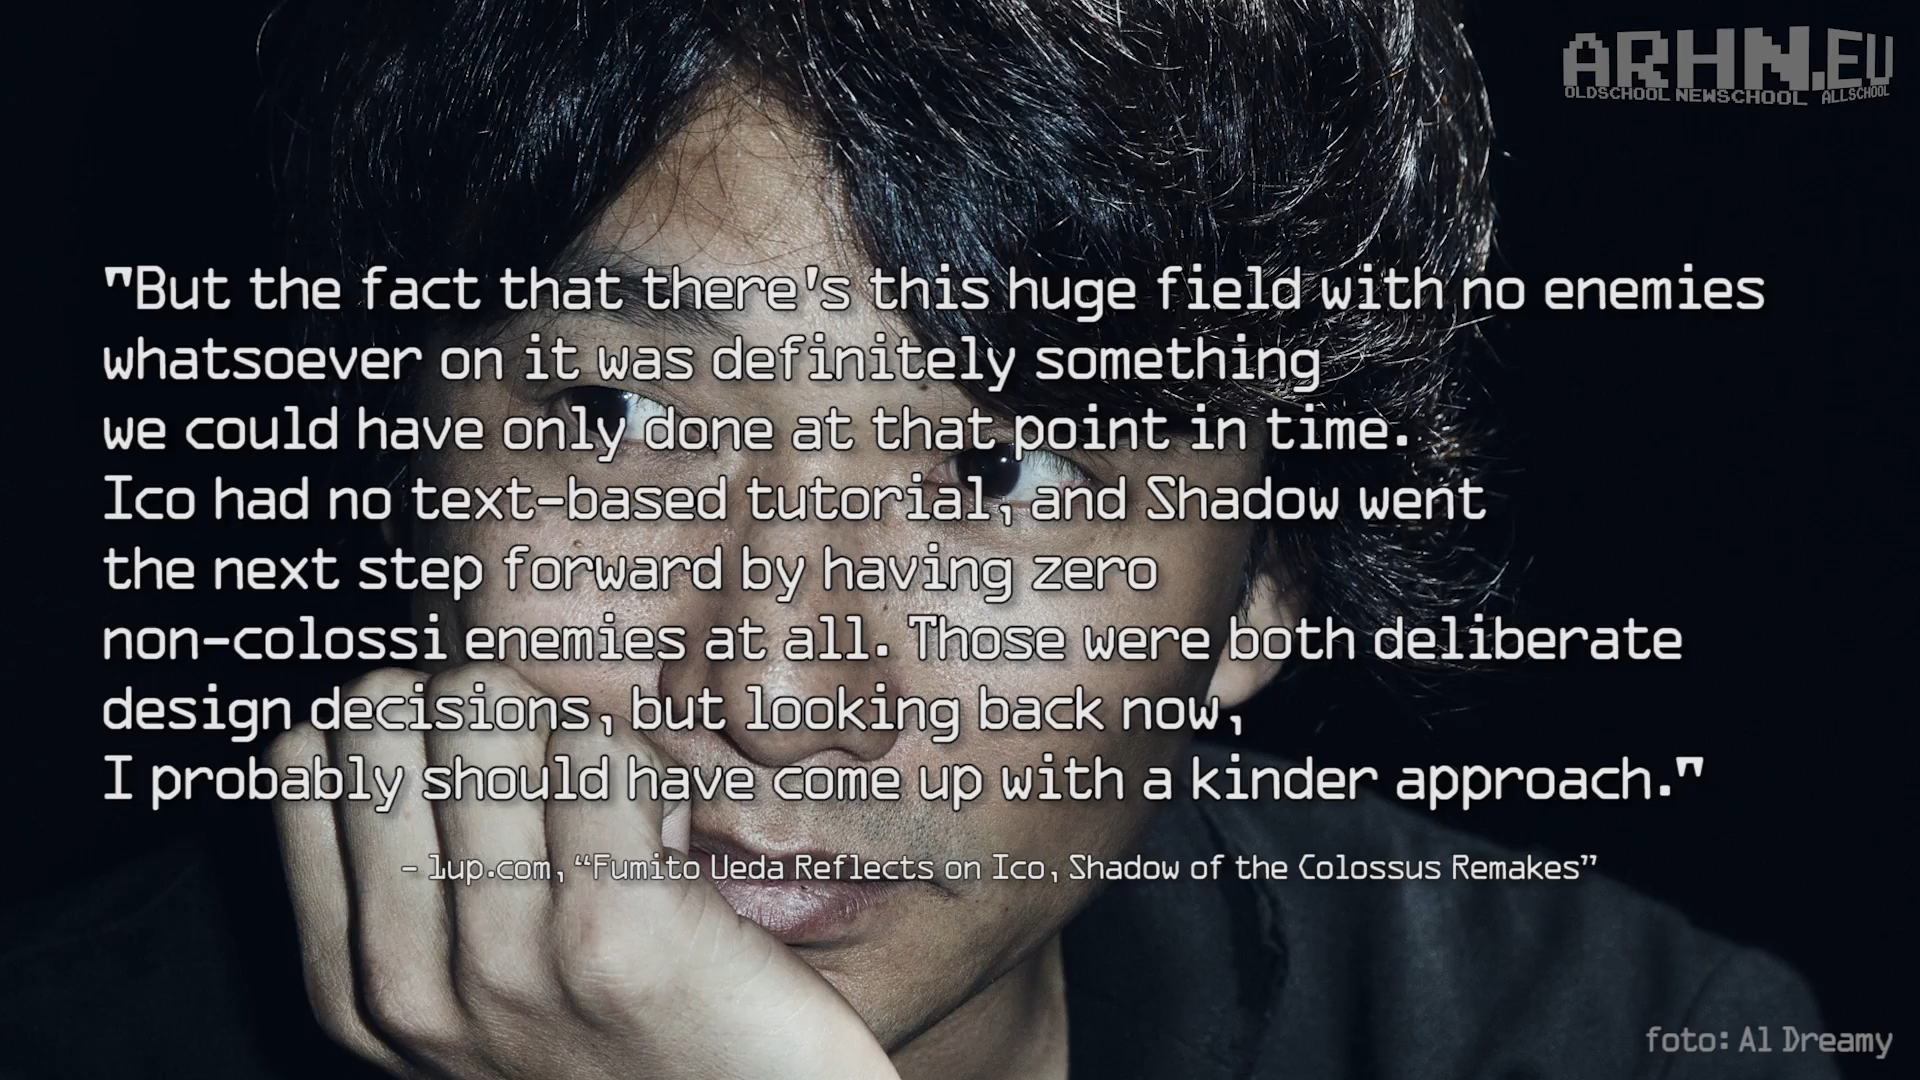 ARHN.EU
OLDSCHOOL NEWSCHOOL ALLSCHOOL
"But the fact that there's this huge field with no enemies
whatsoever on it was definitely something
we could have only done at that point in time.
Ico had no text-based tutorial, and Shadow went
the next step forward by having zero
non-colossi enemies at all. Those were both deliberate
design decisions, but looking back now,
I probably should have come up with a kinder approach."
- 1up.com, “Fumito Ueda Reflects on Ico, Shadow of the Colossus Remakes”
foto: Al Dreamy